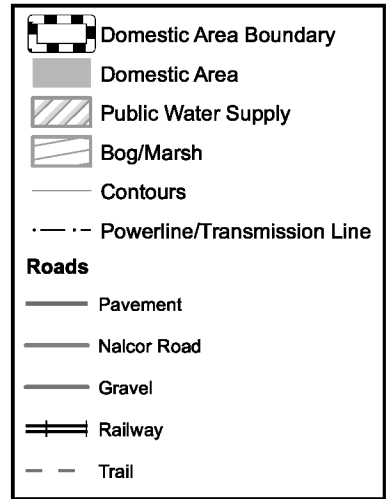 Domestic Area Boundary
Domestic Area
Public Water Supply
Bog/Marsh
Contours
Powerline/Transmission Line
Roads
Pavement
Nalcor Road
Gravel
Railway
Trail